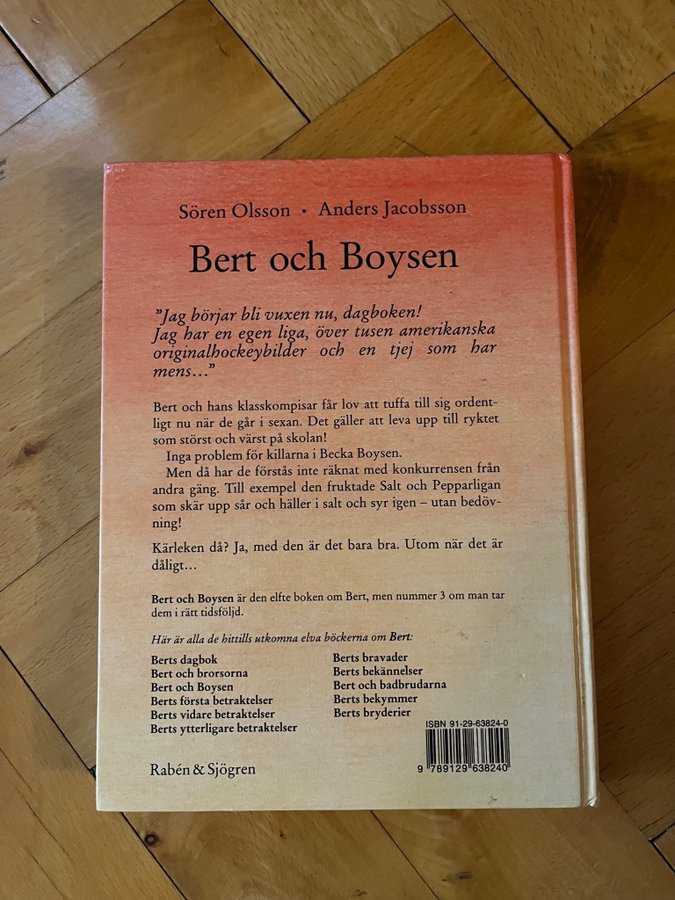 Sören Olsson • Anders Jacobsson
Bert och Boysen
”Jag börjar bli vuxen nu, dagboken!
Jag har en egen liga, över tusen amerikanska
originalhockeybilder och en tjej som har
mens…”
Bert och hans klasskompisar får lov att tuffa till sig ordent-
ligt nu när de går i sexan. Det gäller att leva upp till ryktet
som störst och värst på skolan!
Inga problem för killarna i Becka Boysen.
Men då har de förstås inte räknat med konkurrensen från
andra gäng. Till exempel den fruktade Salt och Pepparligan
som skär upp sår och häller i salt och syr igen – utan bedöv-
ning!
Kärleken då? Ja, med den är det bara bra. Utom när det är
dåligt…
Bert och Boysen är den elfte boken om Bert, men nummer 3 om man tar
dem i rätt tidsföljd.
Här är alla de hittills utkomna elva böckerna om Bert:
Berts dagbok
Bert och brorsorna
Bert och Boysen
Berts första betraktelser
Berts vidare betraktelser
Berts ytterligare betraktelser
Berts bravader
Berts bekännelser
Bert och badbrudarna
Berts bekymmer
Berts bryderier
ISBN 91-29-63824-0
9 789129 638240
Rabén & Sjögren